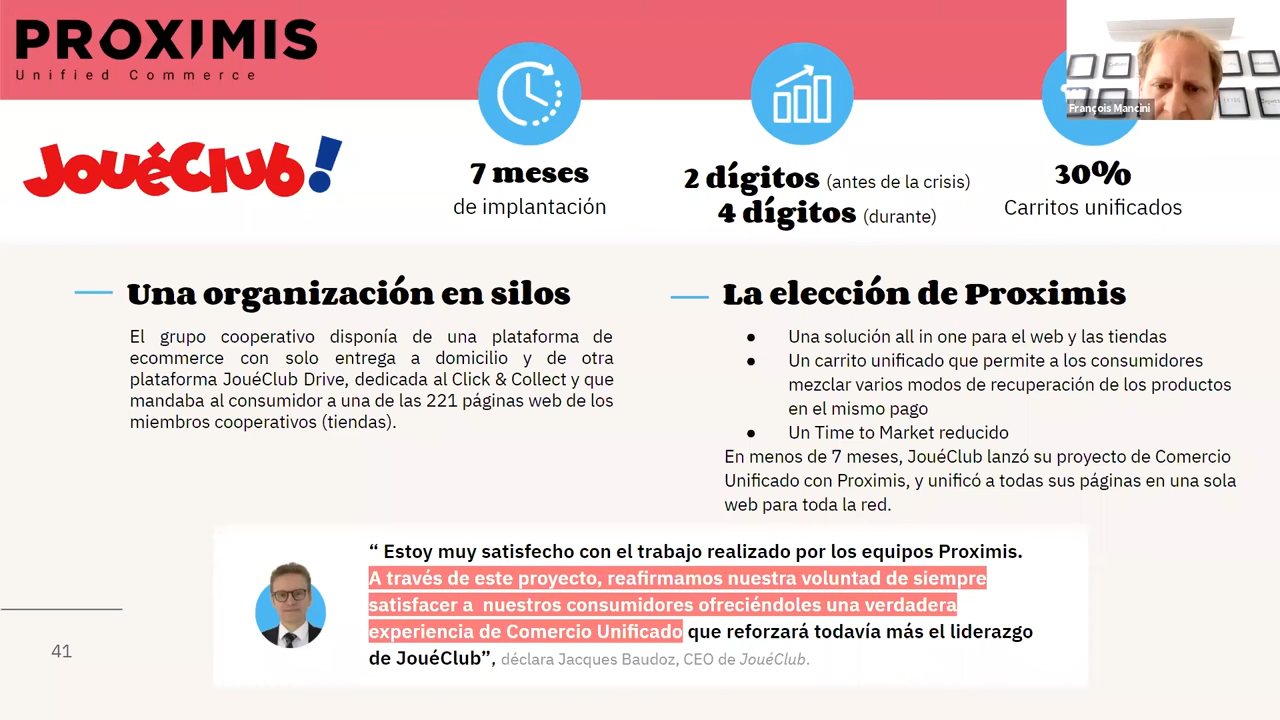 PROXIMIS
Unified Commerce
François Mancini
JouéClub!
7 meses
de implantación
2 dígitos (antes de la crisis)
4 dígitos (durante)
30%
Carritos unificados
Una organización en silos
El grupo cooperativo disponía de una plataforma de
ecommerce con solo entrega a domicilio y de otra
plataforma JouéClub Drive, dedicada al Click & Collect y que
mandaba al consumidor a una de las 221 páginas web de los
miembros cooperativos (tiendas).
La elección de Proximis
● Una solución all in one para el web y las tiendas
● Un carrito unificado que permite a los consumidores
mezclar varios modos de recuperación de los productos
en el mismo pago
● Un Time to Market reducido
En menos de 7 meses, JouéClub lanzó su proyecto de Comercio
Unificado con Proximis, y unificó a todas sus páginas en una sola
web para toda la red.
“ Estoy muy satisfecho con el trabajo realizado por los equipos Proximis.
A través de este proyecto, reafirmamos nuestra voluntad de siempre
satisfacer a nuestros consumidores ofreciéndoles una verdadera
experiencia de Comercio Unificado que reforzará todavía más el liderazgo
de JouéClub”, déclara Jacques Baudoz, CEO de JouéClub.
41